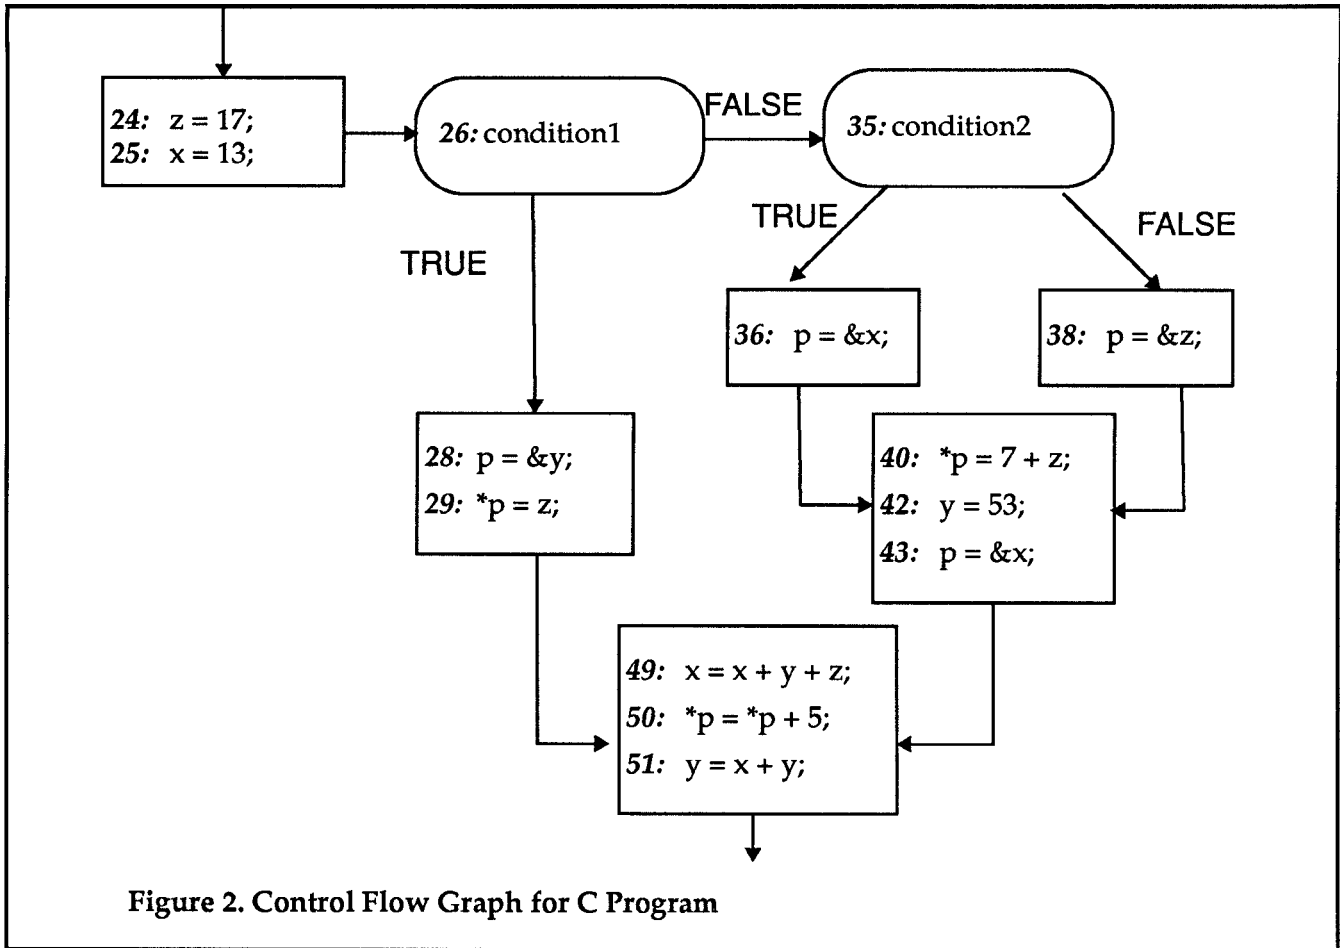 24: z = 17;
25: x = 13;
26: condition1
FALSE
35: condition2
TRUE
TRUE
FALSE
36: p = &x;
38: p = &z;
28: p = &y;
29: *p = z;
40: *p = 7 + z;
42: y = 53;
43: p = &x;
49: x = x + y + z;
50: *p = *p + 5;
51: y = x + y;
Figure 2. Control Flow Graph for C Program